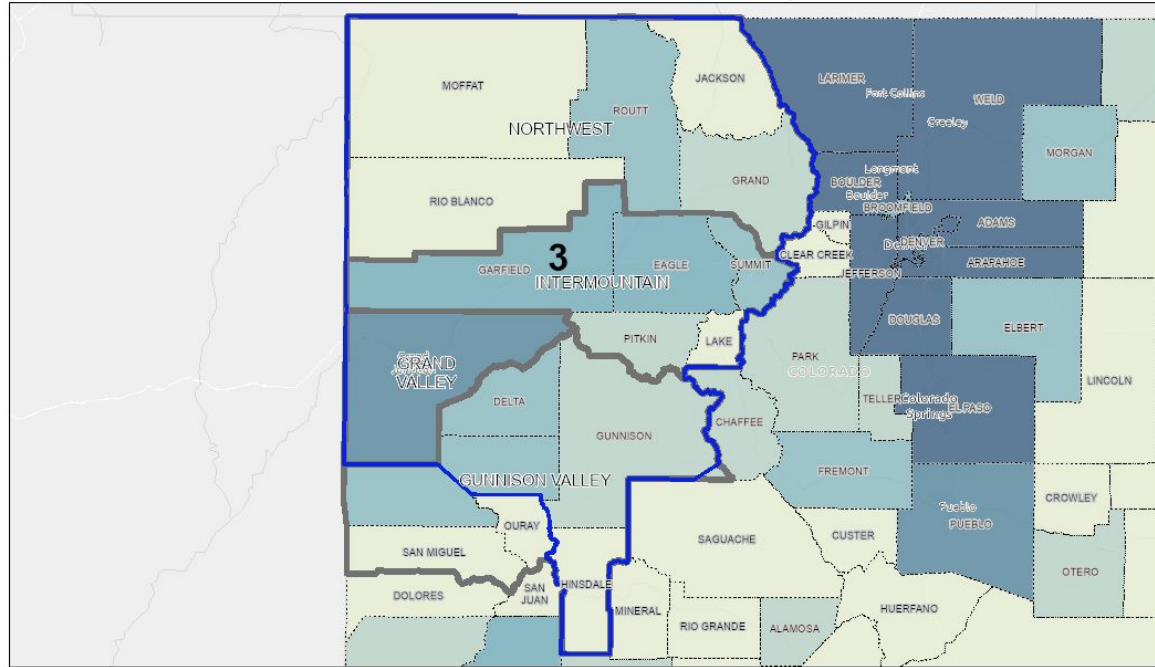 MOFFAT
JACKSON
LARIMER
Fort Collins
WELD
ROUTT
Greeley
NORTHWEST
MORGAN
Longmont
GRAND
BOULDER
Boulder
RIO BLANCO
BROOMFIELD
GILPIN
ADAMS
DENVER
CLEAR CREEK
3
EAGLE
SUMMIT
ARAPAHOE
GARFIELD
JEFFERSON
INTERMOUNTAIN
DOUGLAS
ELBERT
PITKIN
LAKE
PARK
GRAND
VALLEY
COLORADO
LINCOLN
DELTA
TELLER
Colorado
Springs
EL PASO
CHAFFEE
GUNNISON
FREMONT
GUNNISON VALLEY
CROWLEY
Pueblo
PUEBLO
OURAY
CUSTER
SAGUACHE
SAN MIGUEL
OTERO
HINSDALE
DOLORES
SAN
JUAN
MINERAL
HUERFANO
RIO GRANDE
ALAMOSA